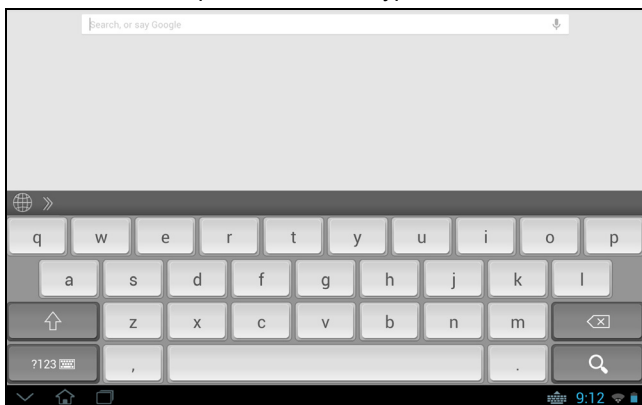 Search, or say Google
q w e r t y u i o p
a s d f g h j k l
z x c v b n m
?123 , .
9:12